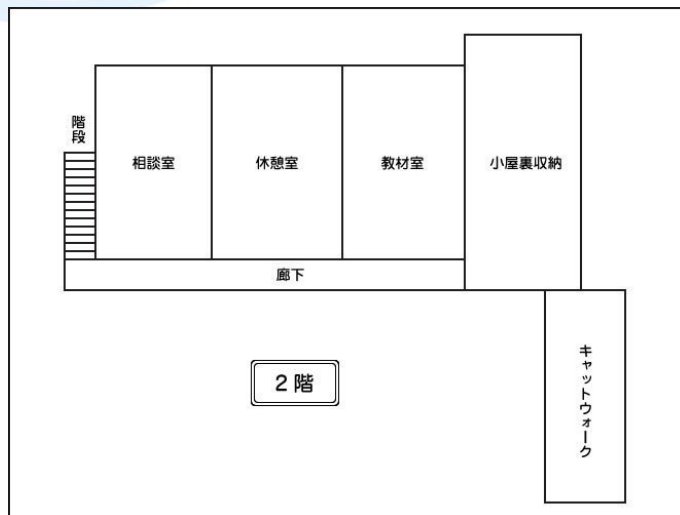 階段
相談室
休憩室
教材室
小屋裏収納
廊下
2階
キャットウォーク